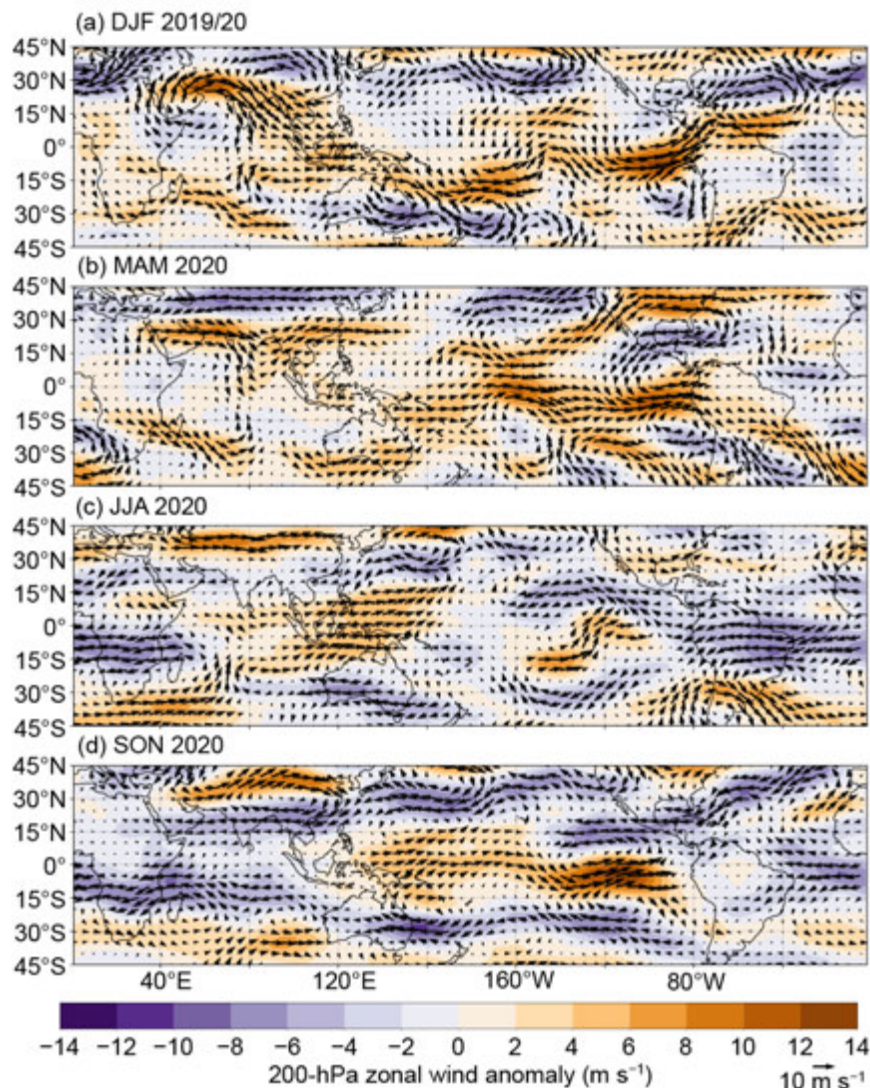 (a) DJF 2019/20
45°N
30°N
15°N
0°
15°S
30°S
45°S
(b) MAM 2020
45°N
30°N
15°N
0°
15°S
30°S
45°S
(c) JJA 2020
45°N
30°N
15°N
0°
15°S
30°S
45°S
(d) SON 2020
45°N
30°N
15°N
0°
15°S
30°S
45°S
40°E 120°E 160°W 80°W
−14 −12 −10 −8 −6 −4 −2 0 2 4 6 8 10 12 14
200-hPa zonal wind anomaly (m s⁻¹) 10 m s⁻¹